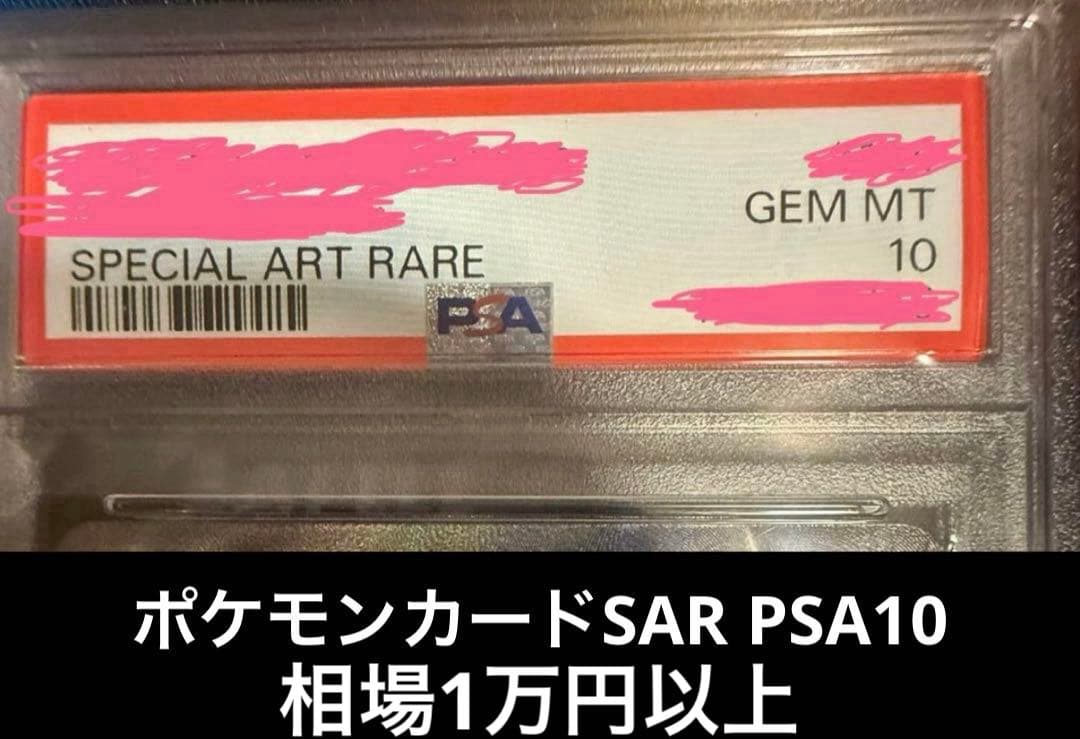 SPECIAL ART RARE
GEM MT
10
PSA
ポケモンカードSAR PSA10
相場1万円以上